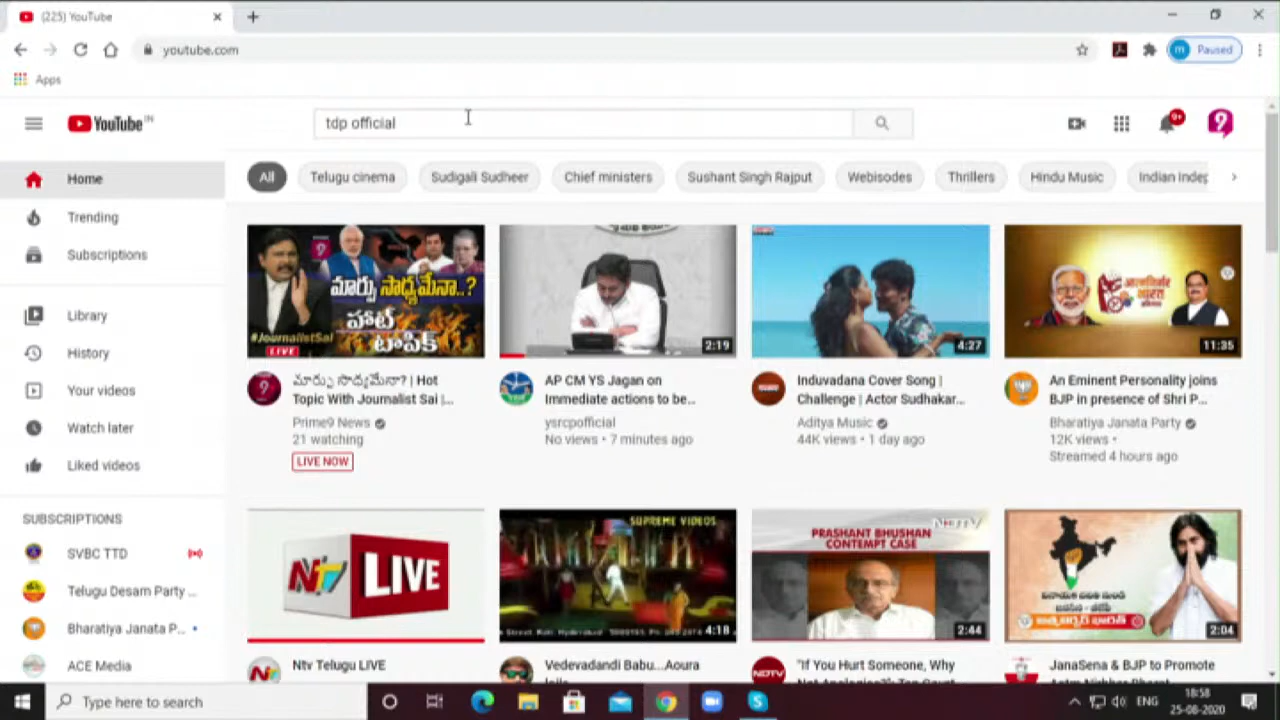 (225) YouTube
youtube.com
Paused
Apps
YouTube IN
tdp official
9+
Home
All
Telugu cinema
Sudigali Sudheer
Chief ministers
Sushant Singh Rajput
Webisodes
Thrillers
Hindu Music
Indian Indep
Trending
Subscriptions
Library
History
Your videos
Watch later
Liked videos
SUBSCRIPTIONS
SVBC TTD
Telugu Desam Party ...
Bharatiya Janata P...
ACE Media
మార్పు సాధ్యమేనా..?
హాట్
టాపిక్
#JournalistSai
LIVE
2:19
4:27
11:35
మార్పు సాధ్యమేనా? | Hot
Topic With Journalist Sai |...
Prime9 News
21 watching
LIVE NOW
AP CM YS Jagan on
Immediate actions to be...
ysrcpofficial
No views • 7 minutes ago
Induvadana Cover Song |
Challenge | Actor Sudhakar...
Aditya Music
44K views • 1 day ago
An Eminent Personality joins
BJP in presence of Shri P...
Bharatiya Janata Party
12K views •
Streamed 4 hours ago
NTV LIVE
SUPREME VIDEOS
4:18
NDTV
PRASHANT BHUSHAN
CONTEMPT CASE
2:44
2:04
Ntv Telugu LIVE
Vedevadandi Babu...Aoura
"If You Hurt Someone, Why
JanaSena & BJP to Promote
Type here to search
ENG
18:58
25-08-2020